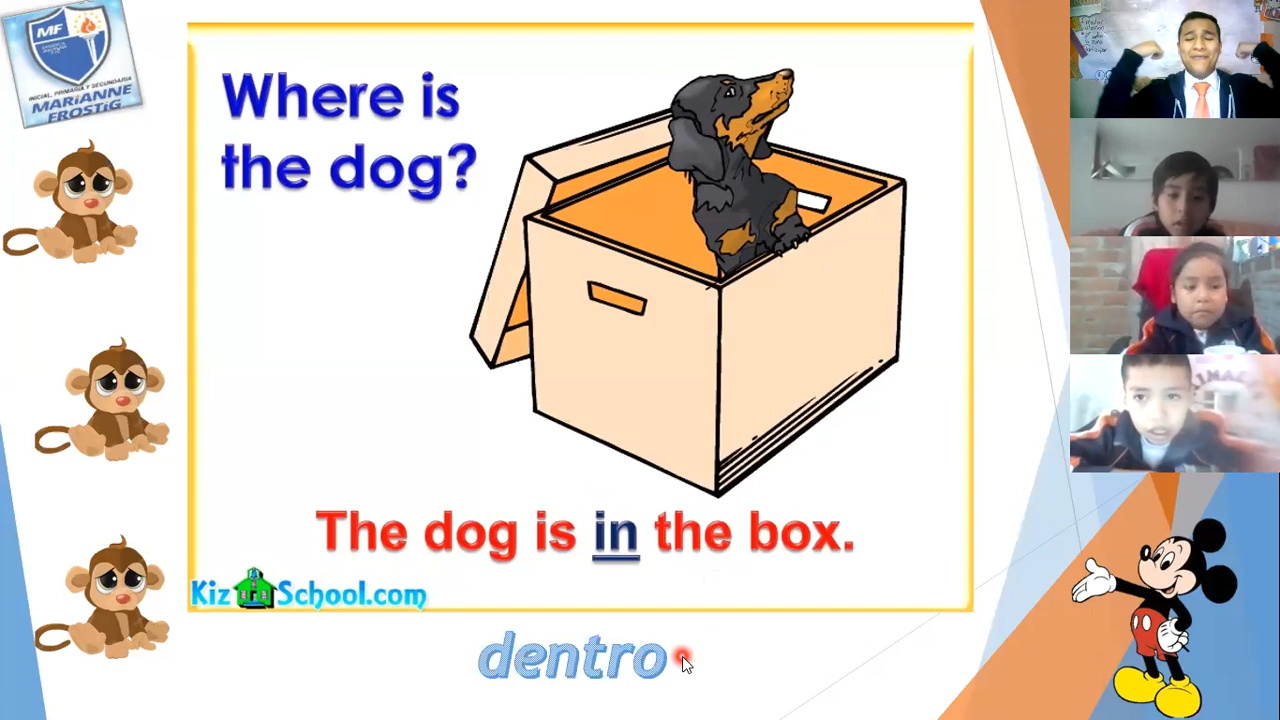 MF
INICIAL, PRIMARIA Y SECUNDARIA
MARIANNE
FROSTIG
Where is
the dog?
The dog is in the box.
KizSchool.com
dentro